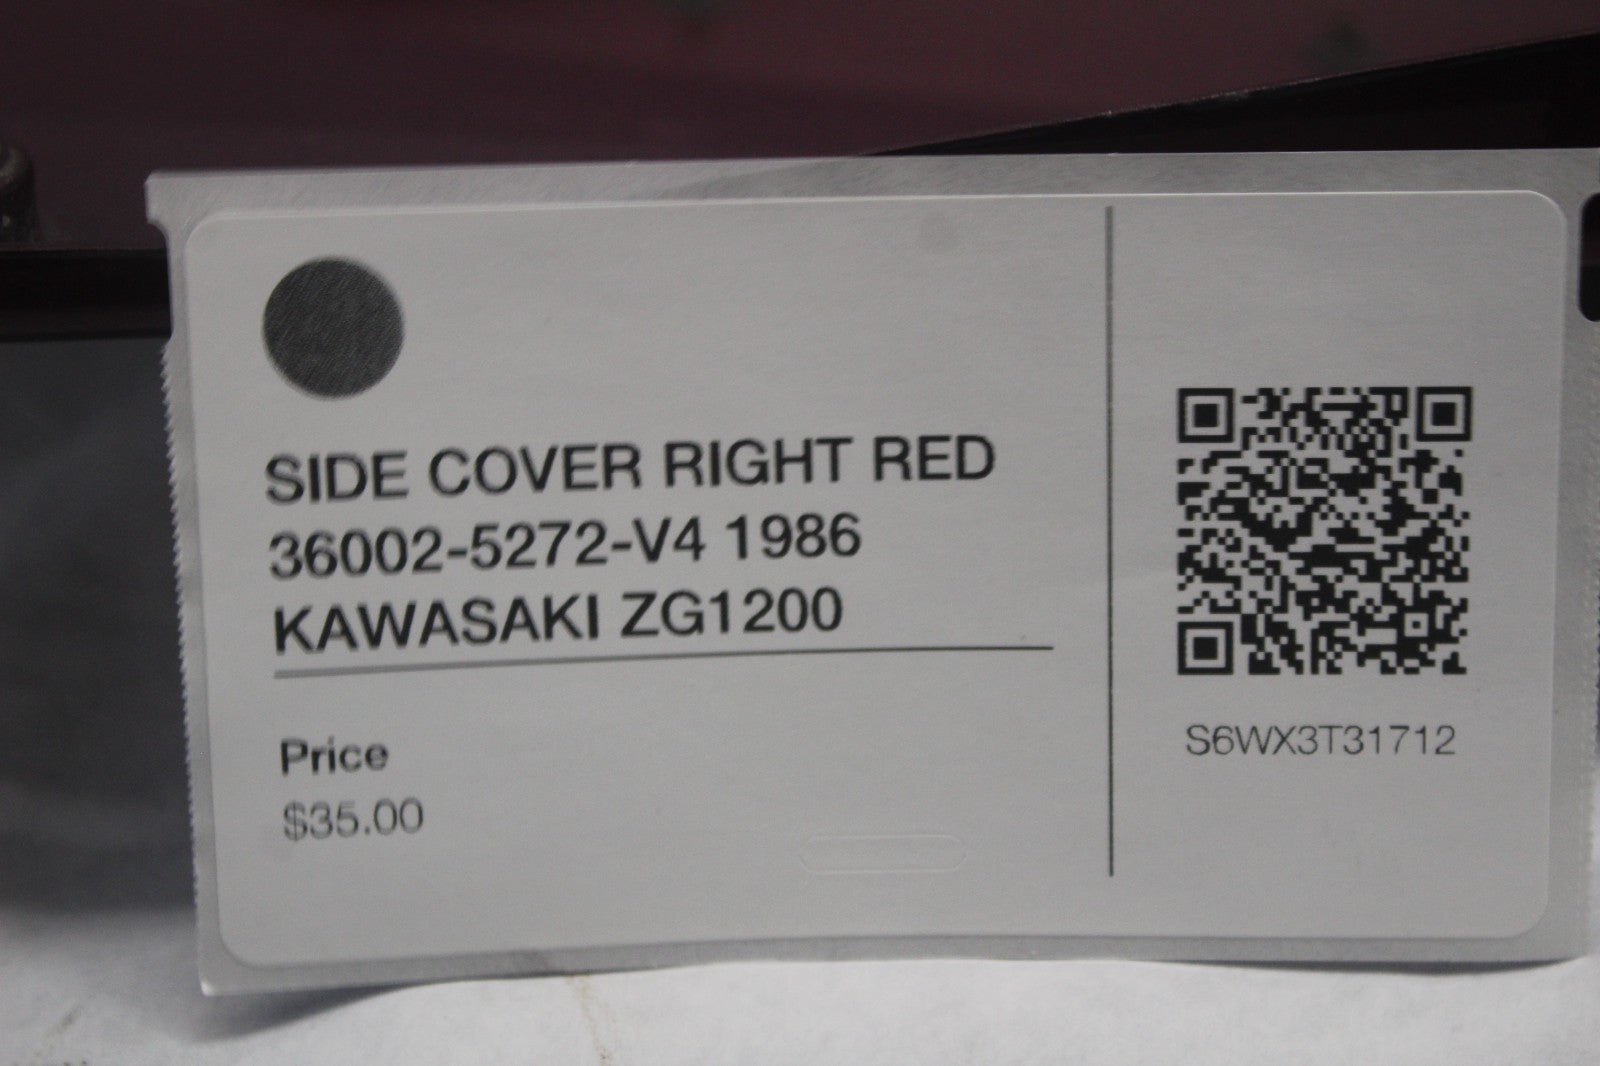 SIDE COVER RIGHT RED
36002-5272-V4 1986
KAWASAKI ZG1200
Price
$35.00
S6WX3T31712